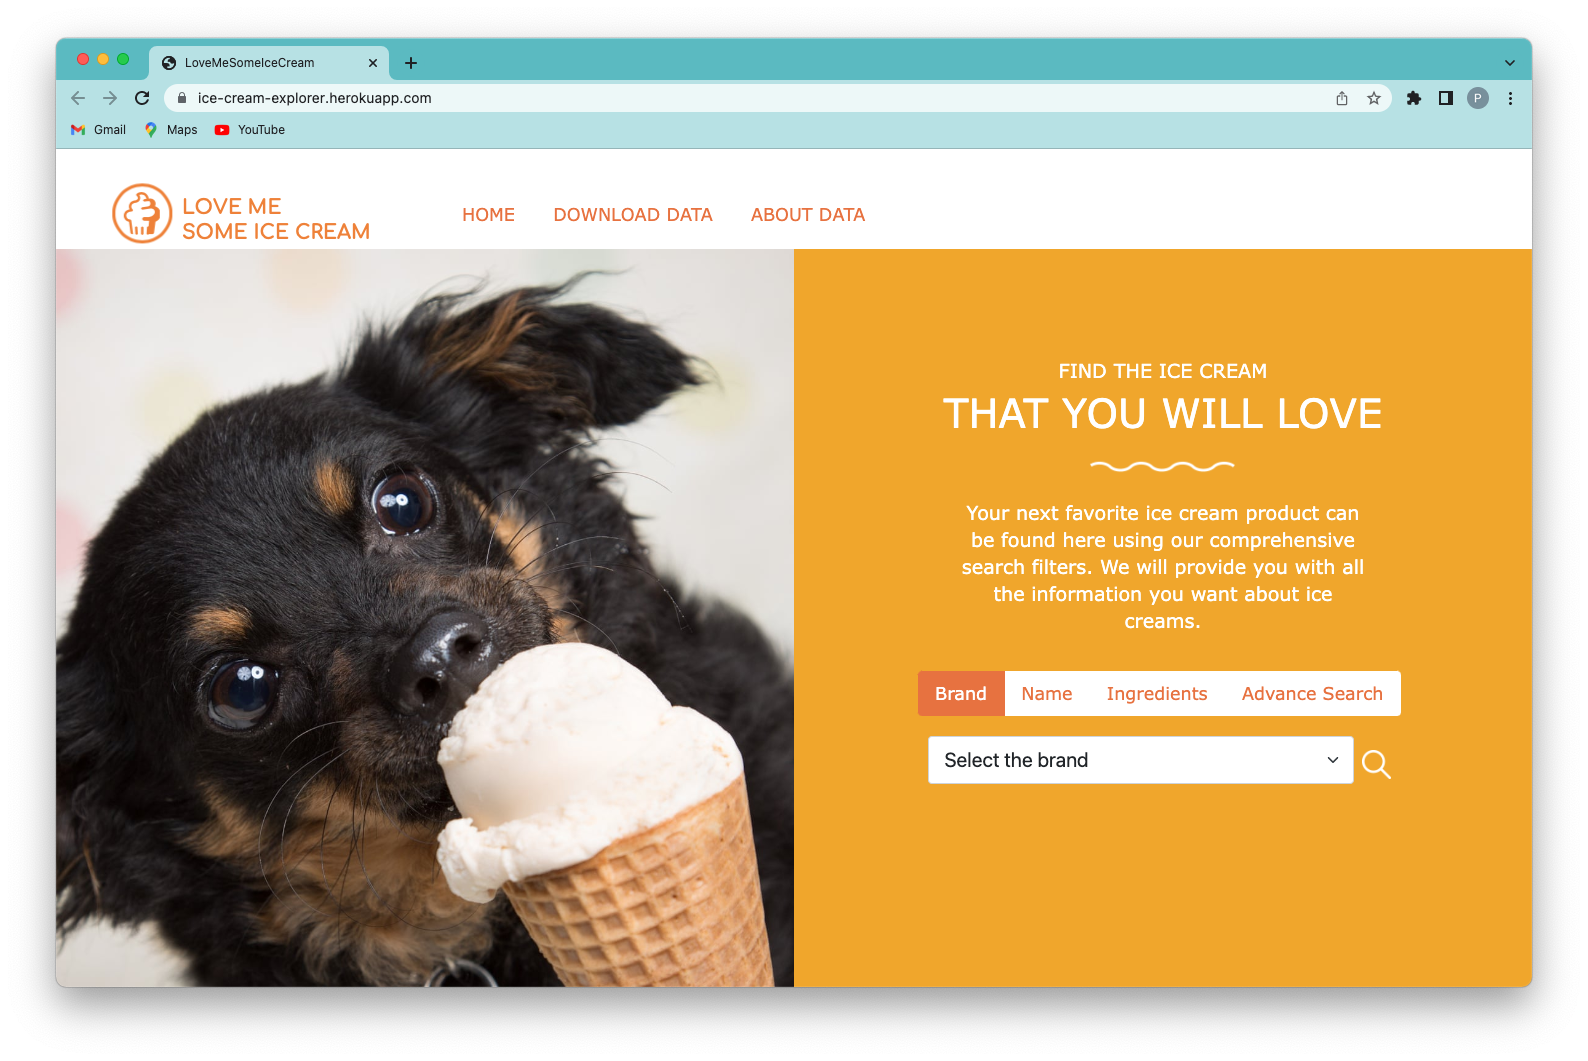 LoveMeSomeIceCream
ice-cream-explorer.herokuapp.com
P
Gmail
Maps
YouTube
LOVE ME
SOME ICE CREAM
HOME
DOWNLOAD DATA
ABOUT DATA
FIND THE ICE CREAM
THAT YOU WILL LOVE
Your next favorite ice cream product can
be found here using our comprehensive
search filters. We will provide you with all
the information you want about ice
creams.
Brand
Name
Ingredients
Advance Search
Select the brand